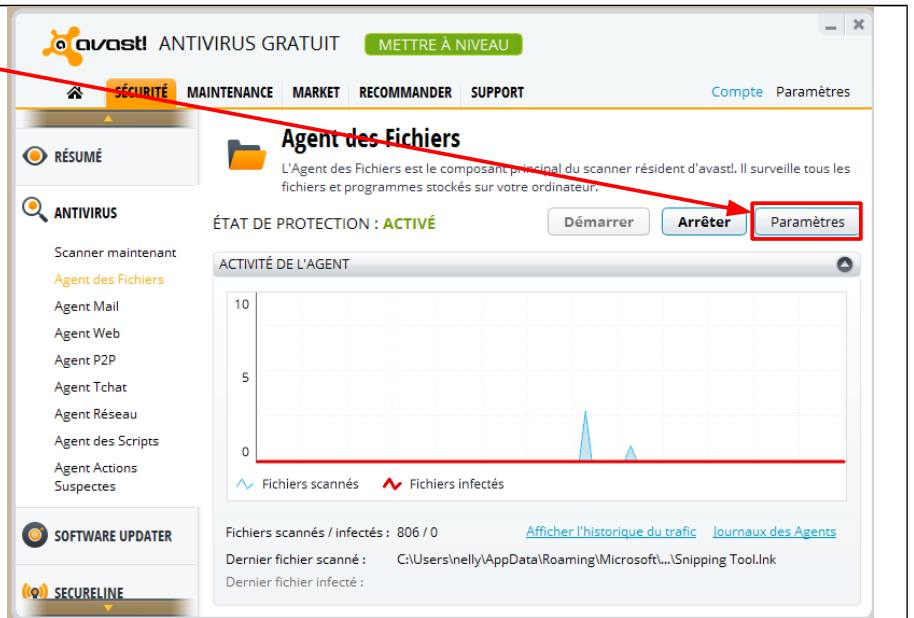 avast! ANTIVIRUS GRATUIT METTRE À NIVEAU
SÉCURITÉ MAINTENANCE MARKET RECOMMANDER SUPPORT Compte Paramètres
RÉSUMÉ
ANTIVIRUS
Scanner maintenant
Agent des Fichiers
Agent Mail
Agent Web
Agent P2P
Agent Tchat
Agent Réseau
Agent des Scripts
Agent Actions
Suspectes
SOFTWARE UPDATER
SECURELINE
Agent des Fichiers
L'Agent des Fichiers est le composant principal du scanner résident d'avast!. Il surveille tous les
fichiers et programmes stockés sur votre ordinateur.
ÉTAT DE PROTECTION : ACTIVÉ Démarrer Arrêter Paramètres
ACTIVITÉ DE L'AGENT
10
5
0
Fichiers scannés Fichiers infectés
Fichiers scannés / infectés : 806 / 0 Afficher l'historique du trafic Journaux des Agents
Dernier fichier scanné : C:\Users\nelly\AppData\Roaming\Microsoft\...\Snipping Tool.lnk
Dernier fichier infecté :